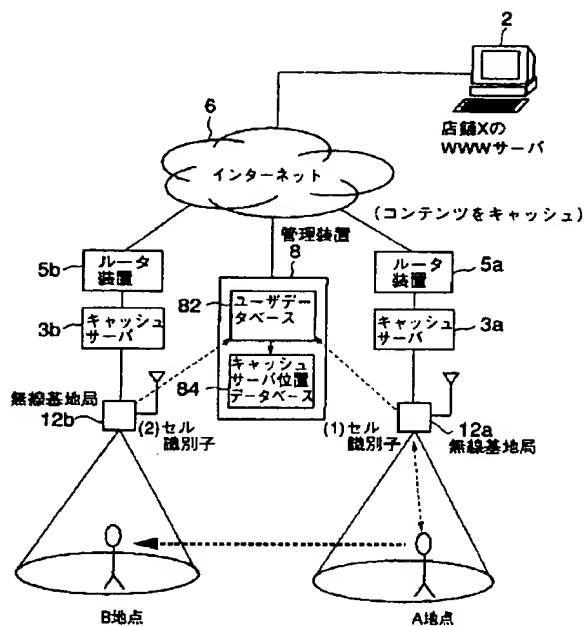 2
店舗Xの
WWWサーバ
6
インターネット
(コンテンツをキャッシュ)
管理装置
8
5b
ルータ
装置
ルータ
装置
5a
82
ユーザデー
タベース
3b
キャッシュ
サーバ
キャッシュ
サーバ
3a
84
キャッシュ
サーバ位置
データベース
無線基地局
12b
(2)セル
識別子
(1)セル
識別子
12a
無線基地局
B地点
A地点